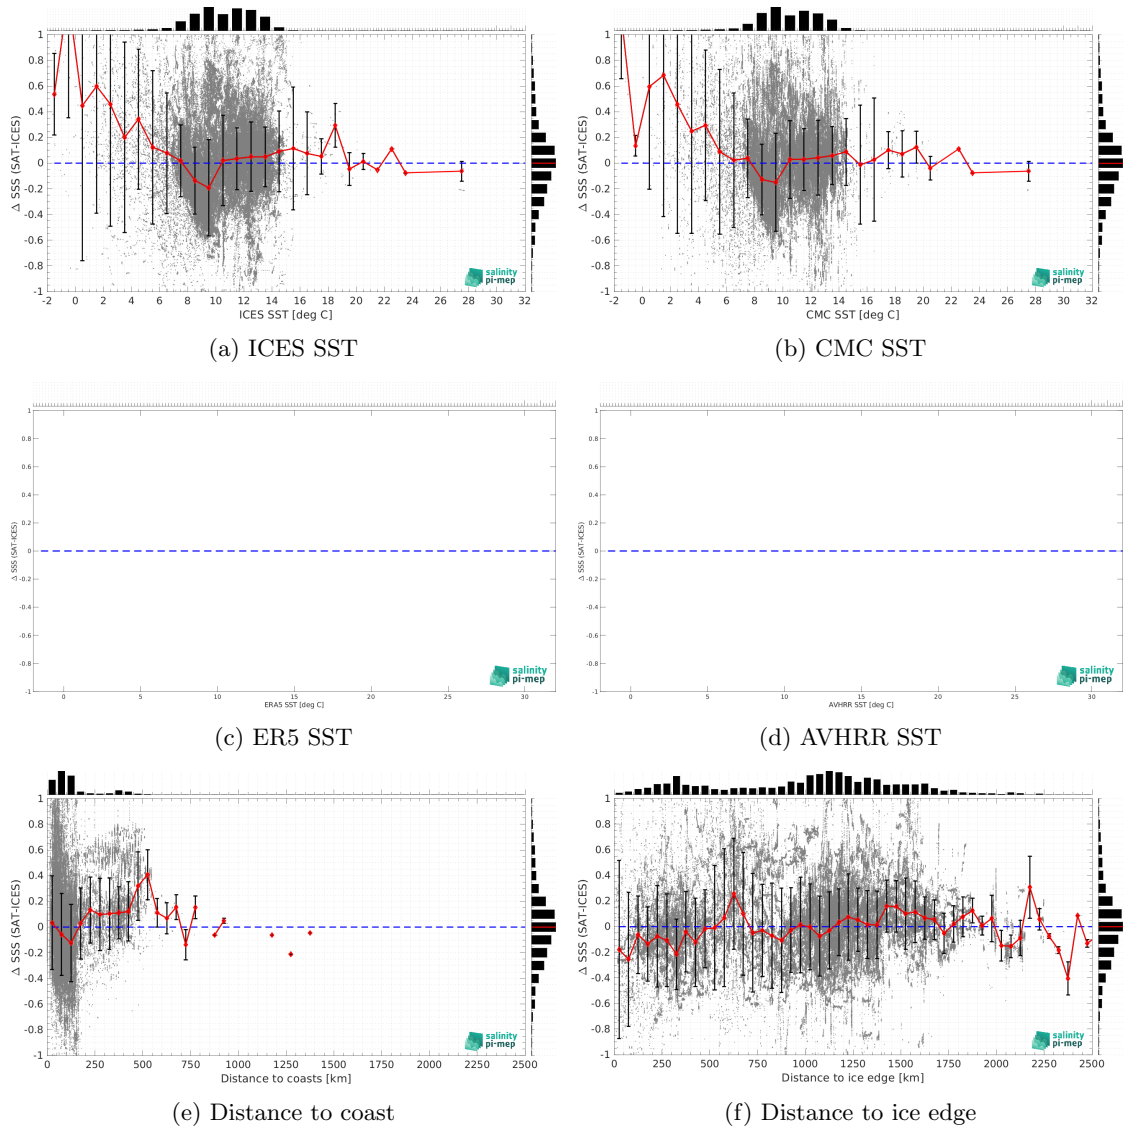 1
0.8
0.6
0.4
0.2
0
-0.2
-0.4
-0.6
-0.8
-1
Δ SSS (SAT-ICES)
salinity
pi-mep
-2 0 2 4 6 8 10 12 14 16 18 20 22 24 26 28 30 32
ICES SST [deg C]
(a) ICES SST
1
0.8
0.6
0.4
0.2
0
-0.2
-0.4
-0.6
-0.8
-1
Δ SSS (SAT-ICES)
salinity
pi-mep
-2 0 2 4 6 8 10 12 14 16 18 20 22 24 26 28 30 32
CMC SST [deg C]
(b) CMC SST
1
0.8
0.6
0.4
0.2
0
-0.2
-0.4
-0.6
-0.8
-1
Δ SSS (SAT-ICES)
salinity
pi-mep
0 5 10 15 20 25 30
ERA5 SST [deg C]
(c) ER5 SST
1
0.8
0.6
0.4
0.2
0
-0.2
-0.4
-0.6
-0.8
-1
Δ SSS (SAT-ICES)
salinity
pi-mep
0 5 10 15 20 25 30
AVHRR SST [deg C]
(d) AVHRR SST
1
0.8
0.6
0.4
0.2
0
-0.2
-0.4
-0.6
-0.8
-1
Δ SSS (SAT-ICES)
salinity
pi-mep
0 250 500 750 1000 1250 1500 1750 2000 2250 2500
Distance to coasts [km]
(e) Distance to coast
1
0.8
0.6
0.4
0.2
0
-0.2
-0.4
-0.6
-0.8
-1
Δ SSS (SAT-ICES)
salinity
pi-mep
0 250 500 750 1000 1250 1500 1750 2000 2250 2500
Distance to ice edge [km]
(f) Distance to ice edge